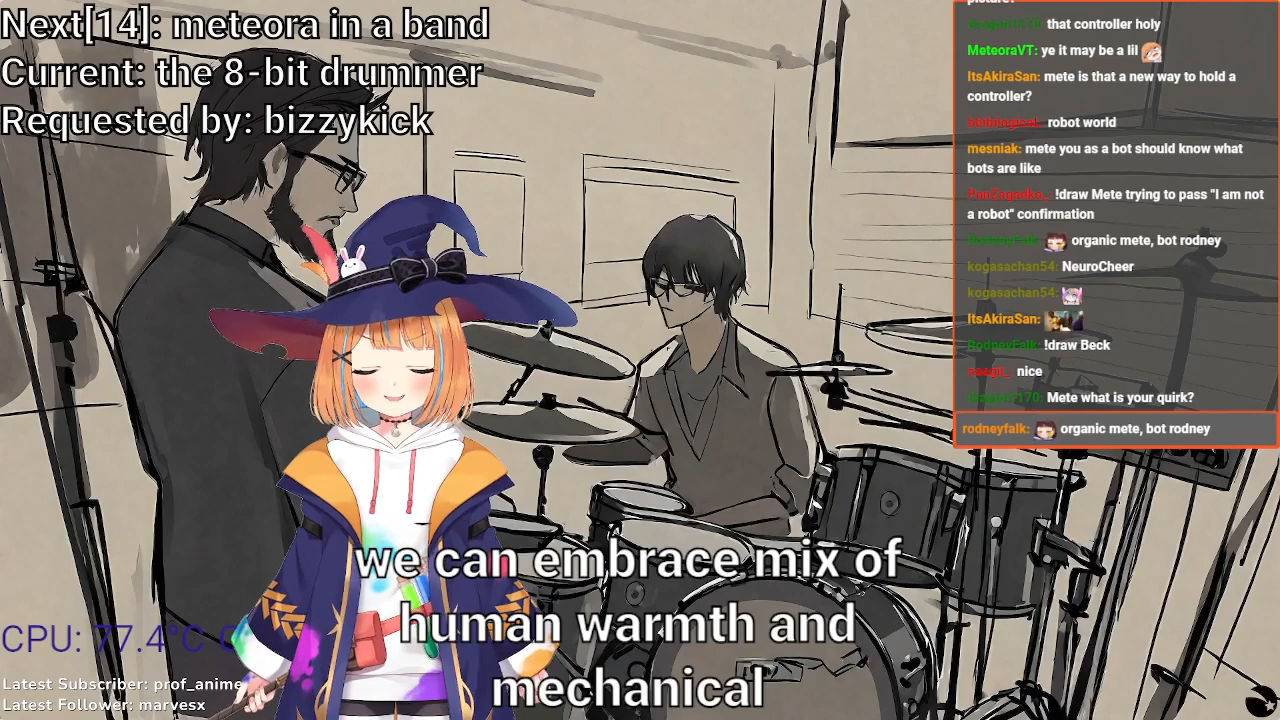 Next[14]: meteora in a band
Current: the 8-bit drummer
Requested by: bizzykick
picture?
that controller holy
MeteoraVT: ye it may be a lil
ItsAkiraSan: mete is that a new way to hold a
controller?
robot world
mesniak: mete you as a bot should know what
bots are like
!draw Mete trying to pass "I am not
a robot" confirmation
RodneyFalk: organic mete, bot rodney
kogasachan54: NeuroCheer
kogasachan54:
ItsAkiraSan:
RodneyFalk: !draw Beck
nice
Mete what is your quirk?
rodneyfalk: organic mete, bot rodney
we can embrace mix of
human warmth and
mechanical
CPU: 77.4°C
Latest Subscriber: prof_anime
Latest Follower: marvesx